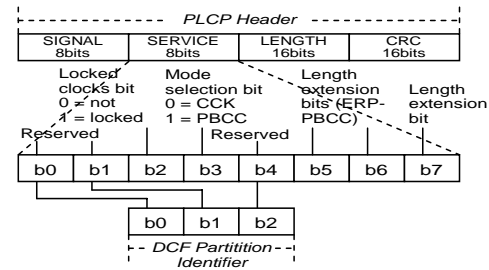 PLCP Header
SIGNAL SERVICE LENGTH CRC
8bits 8bits 16bits 16bits
Locked clocks bit
0 = not
1 = locked
Mode selection bit
0 = CCK
1 = PBCC
Length extension bits (ERP-PBCC)
Length extension bit
Reserved Reserved
b0 b1 b2 b3 b4 b5 b6 b7
b0 b1 b2
DCF Partitition
Identifier